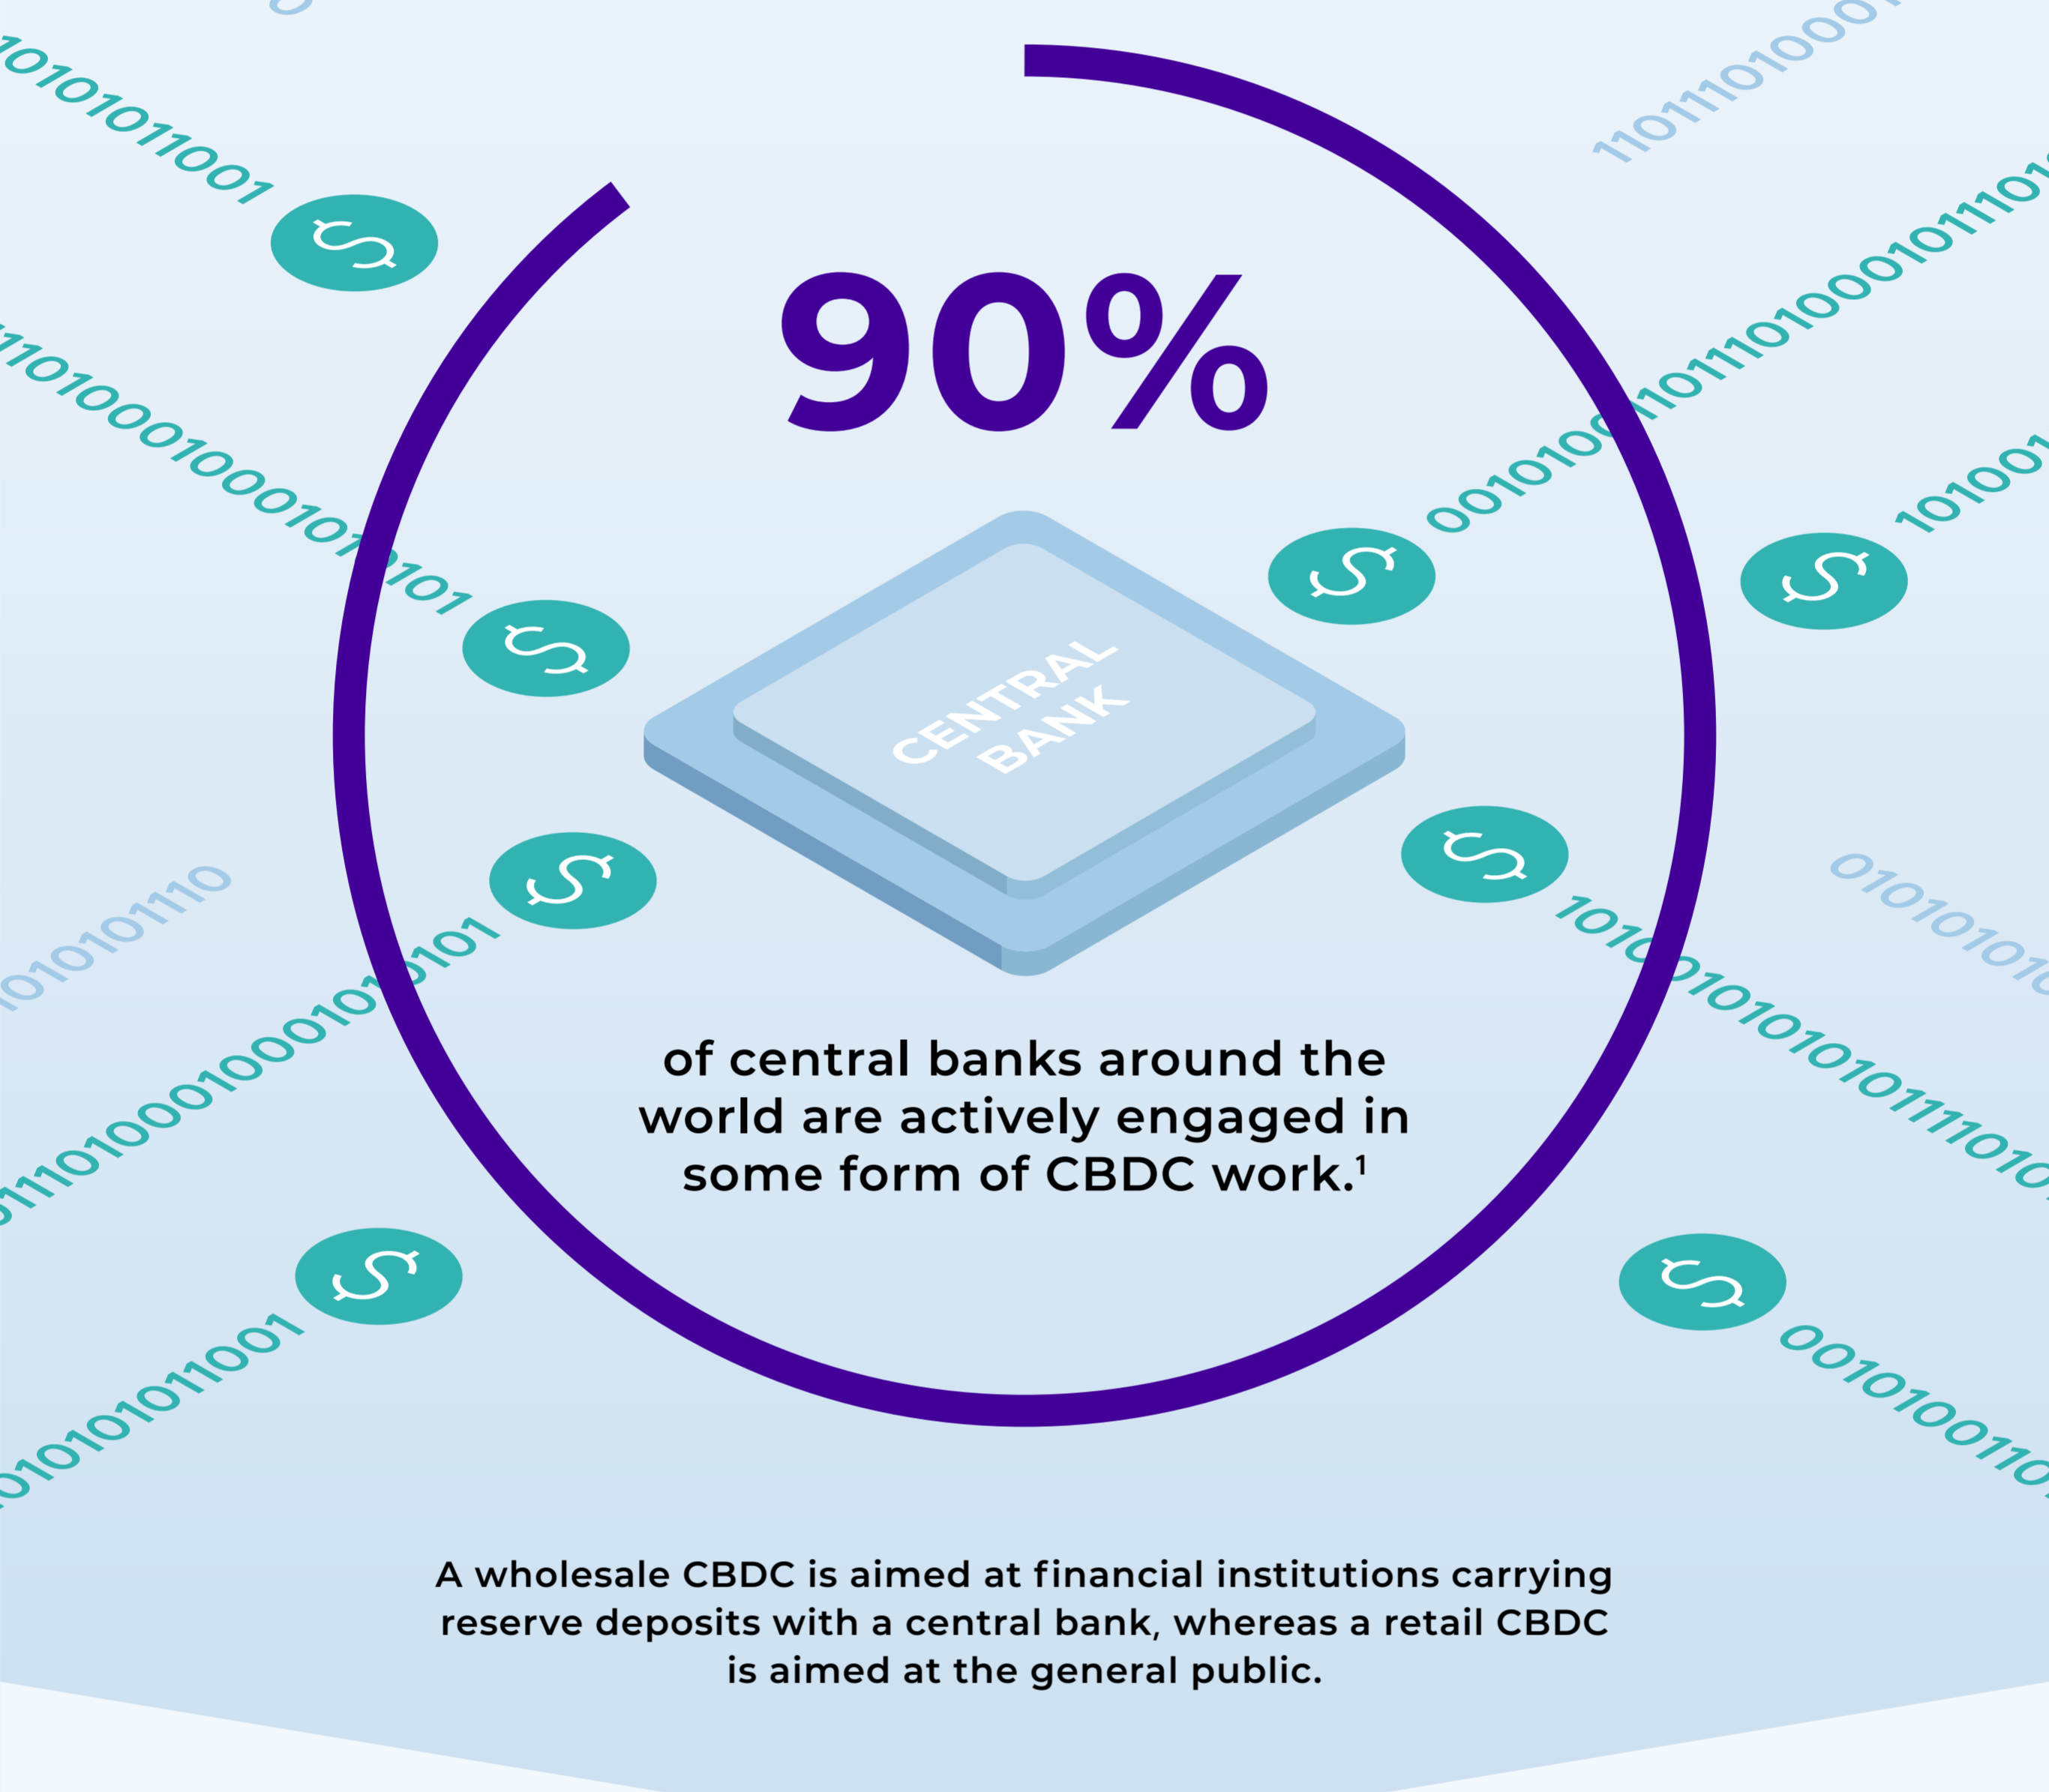 90%
CENTRAL
BANK
of central banks around the
world are actively engaged in
some form of CBDC work.¹
A wholesale CBDC is aimed at financial institutions carrying
reserve deposits with a central bank, whereas a retail CBDC
is aimed at the general public.